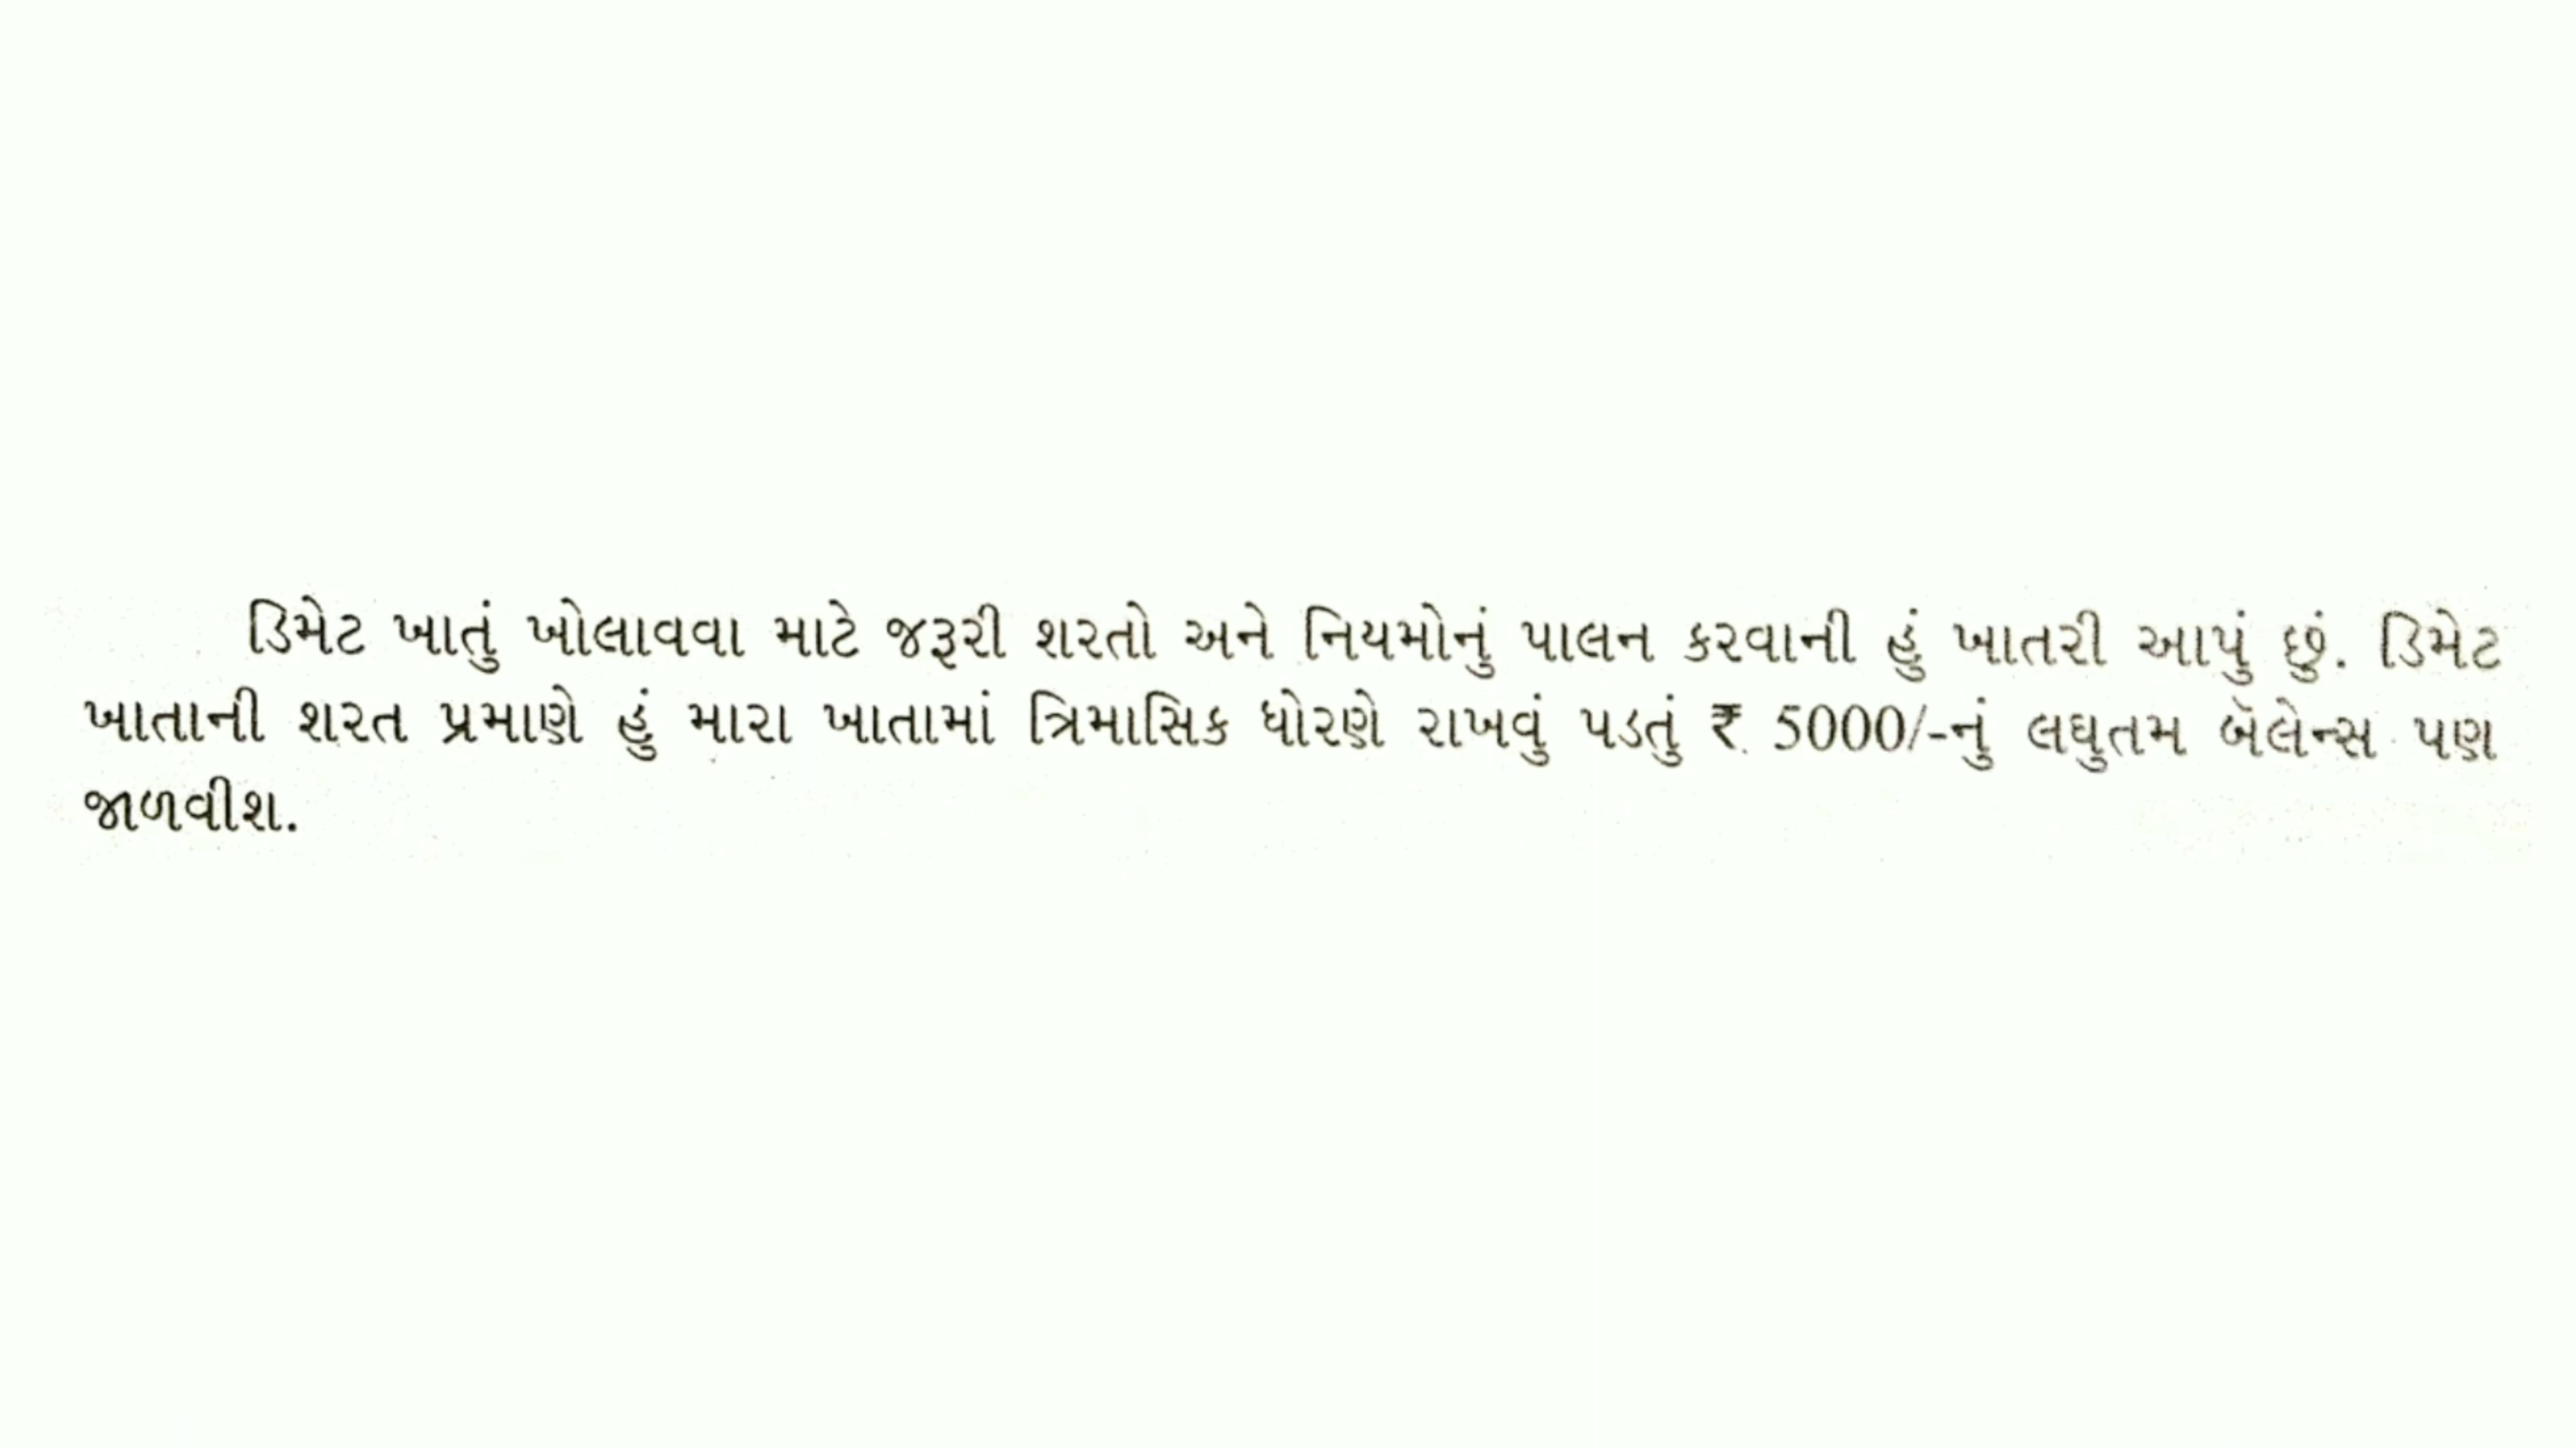 ડિમેટ ખાતું ખોલાવવા માટે જરૂરી શરતો અને નિયમોનું પાલન કરવાની હું ખાતરી આપું છું. ડિમેટ
ખાતાની શરત પ્રમાણે હું મારા ખાતામાં ત્રિમાસિક ધોરણે રાખવું પડતું ₹ 5000/-નું લઘુતમ બૅલેન્સ પણ
જાળવીશ.